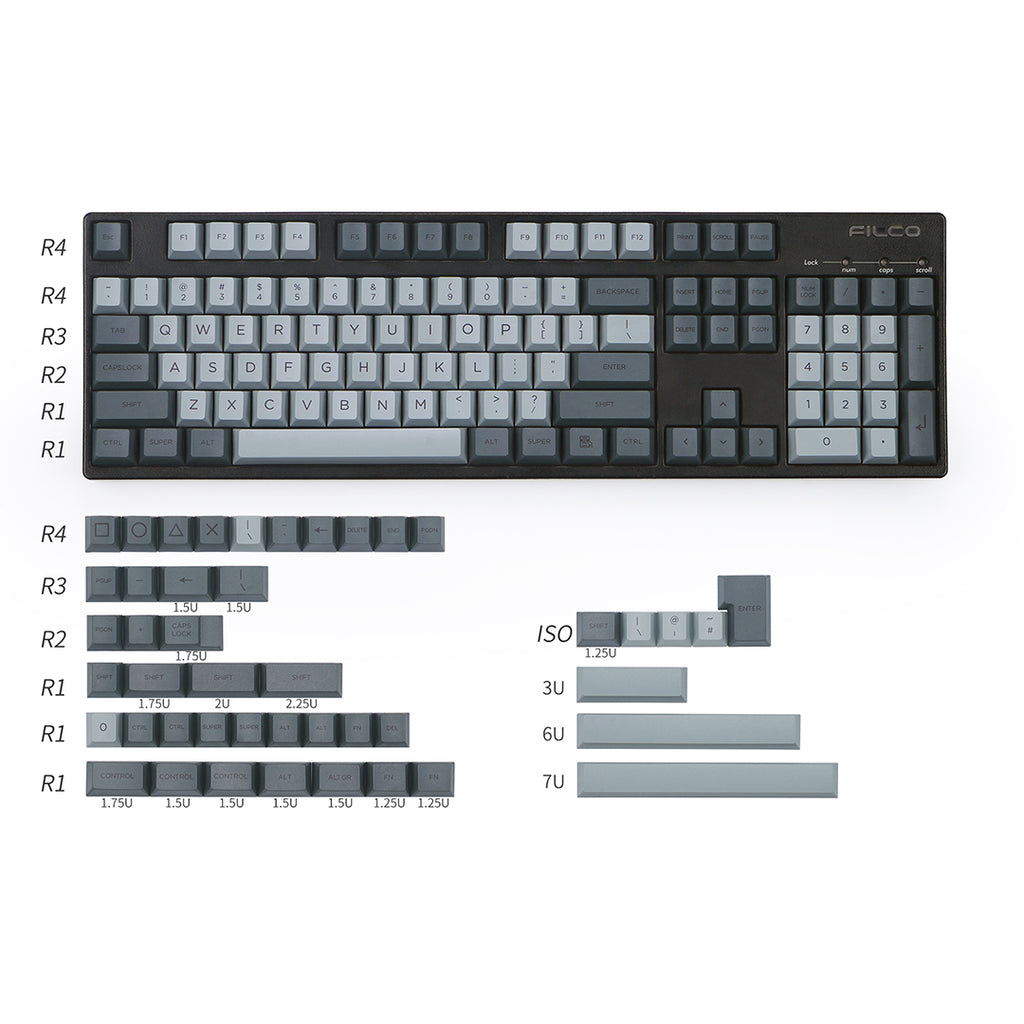 R4 Esc F1 F2 F3 F4 F5 F6 F7 F8 F9 F10 F11 F12 PRINT SCROLL PAUSE FILCO
Lock num caps scroll
R4 ~ ` ! 1 @ 2 # 3 $ 4 % 5 ^ 6 & 7 * 8 ( 9 ) 0 _ - + = BACKSPACE INSERT HOME PGUP NUM LOCK / * −
R3 TAB Q W E R T Y U I O P { [ } ] | \ DELETE END PGDN 7 8 9 +
R2 CAPSLOCK A S D F G H J K L : ; " ' ENTER 4 5 6
R1 SHIFT Z X C V B N M < , > . ? / SHIFT ^ 1 2 3 ↵
R1 CTRL SUPER ALT ALT SUPER CTRL < ∨ > 0 .
R4 □ ○ △ X | \ ~ ` ← DELETE END PGDN
R3 PGUP − ← | \
1.5U 1.5U
R2 PGDN + CAPS LOCK
1.75U
R1 SHIFT SHIFT SHIFT SHIFT
1.75U 2U 2.25U
R1 0 CTRL CTRL SUPER SUPER ALT ALT FN DEL
R1 CONTROL CONTROL CONTROL ALT ALT GR FN FN
1.75U 1.5U 1.5U 1.5U 1.5U 1.25U 1.25U
ISO SHIFT | \ @ ' ~ # ENTER
1.25U
3U
6U
7U